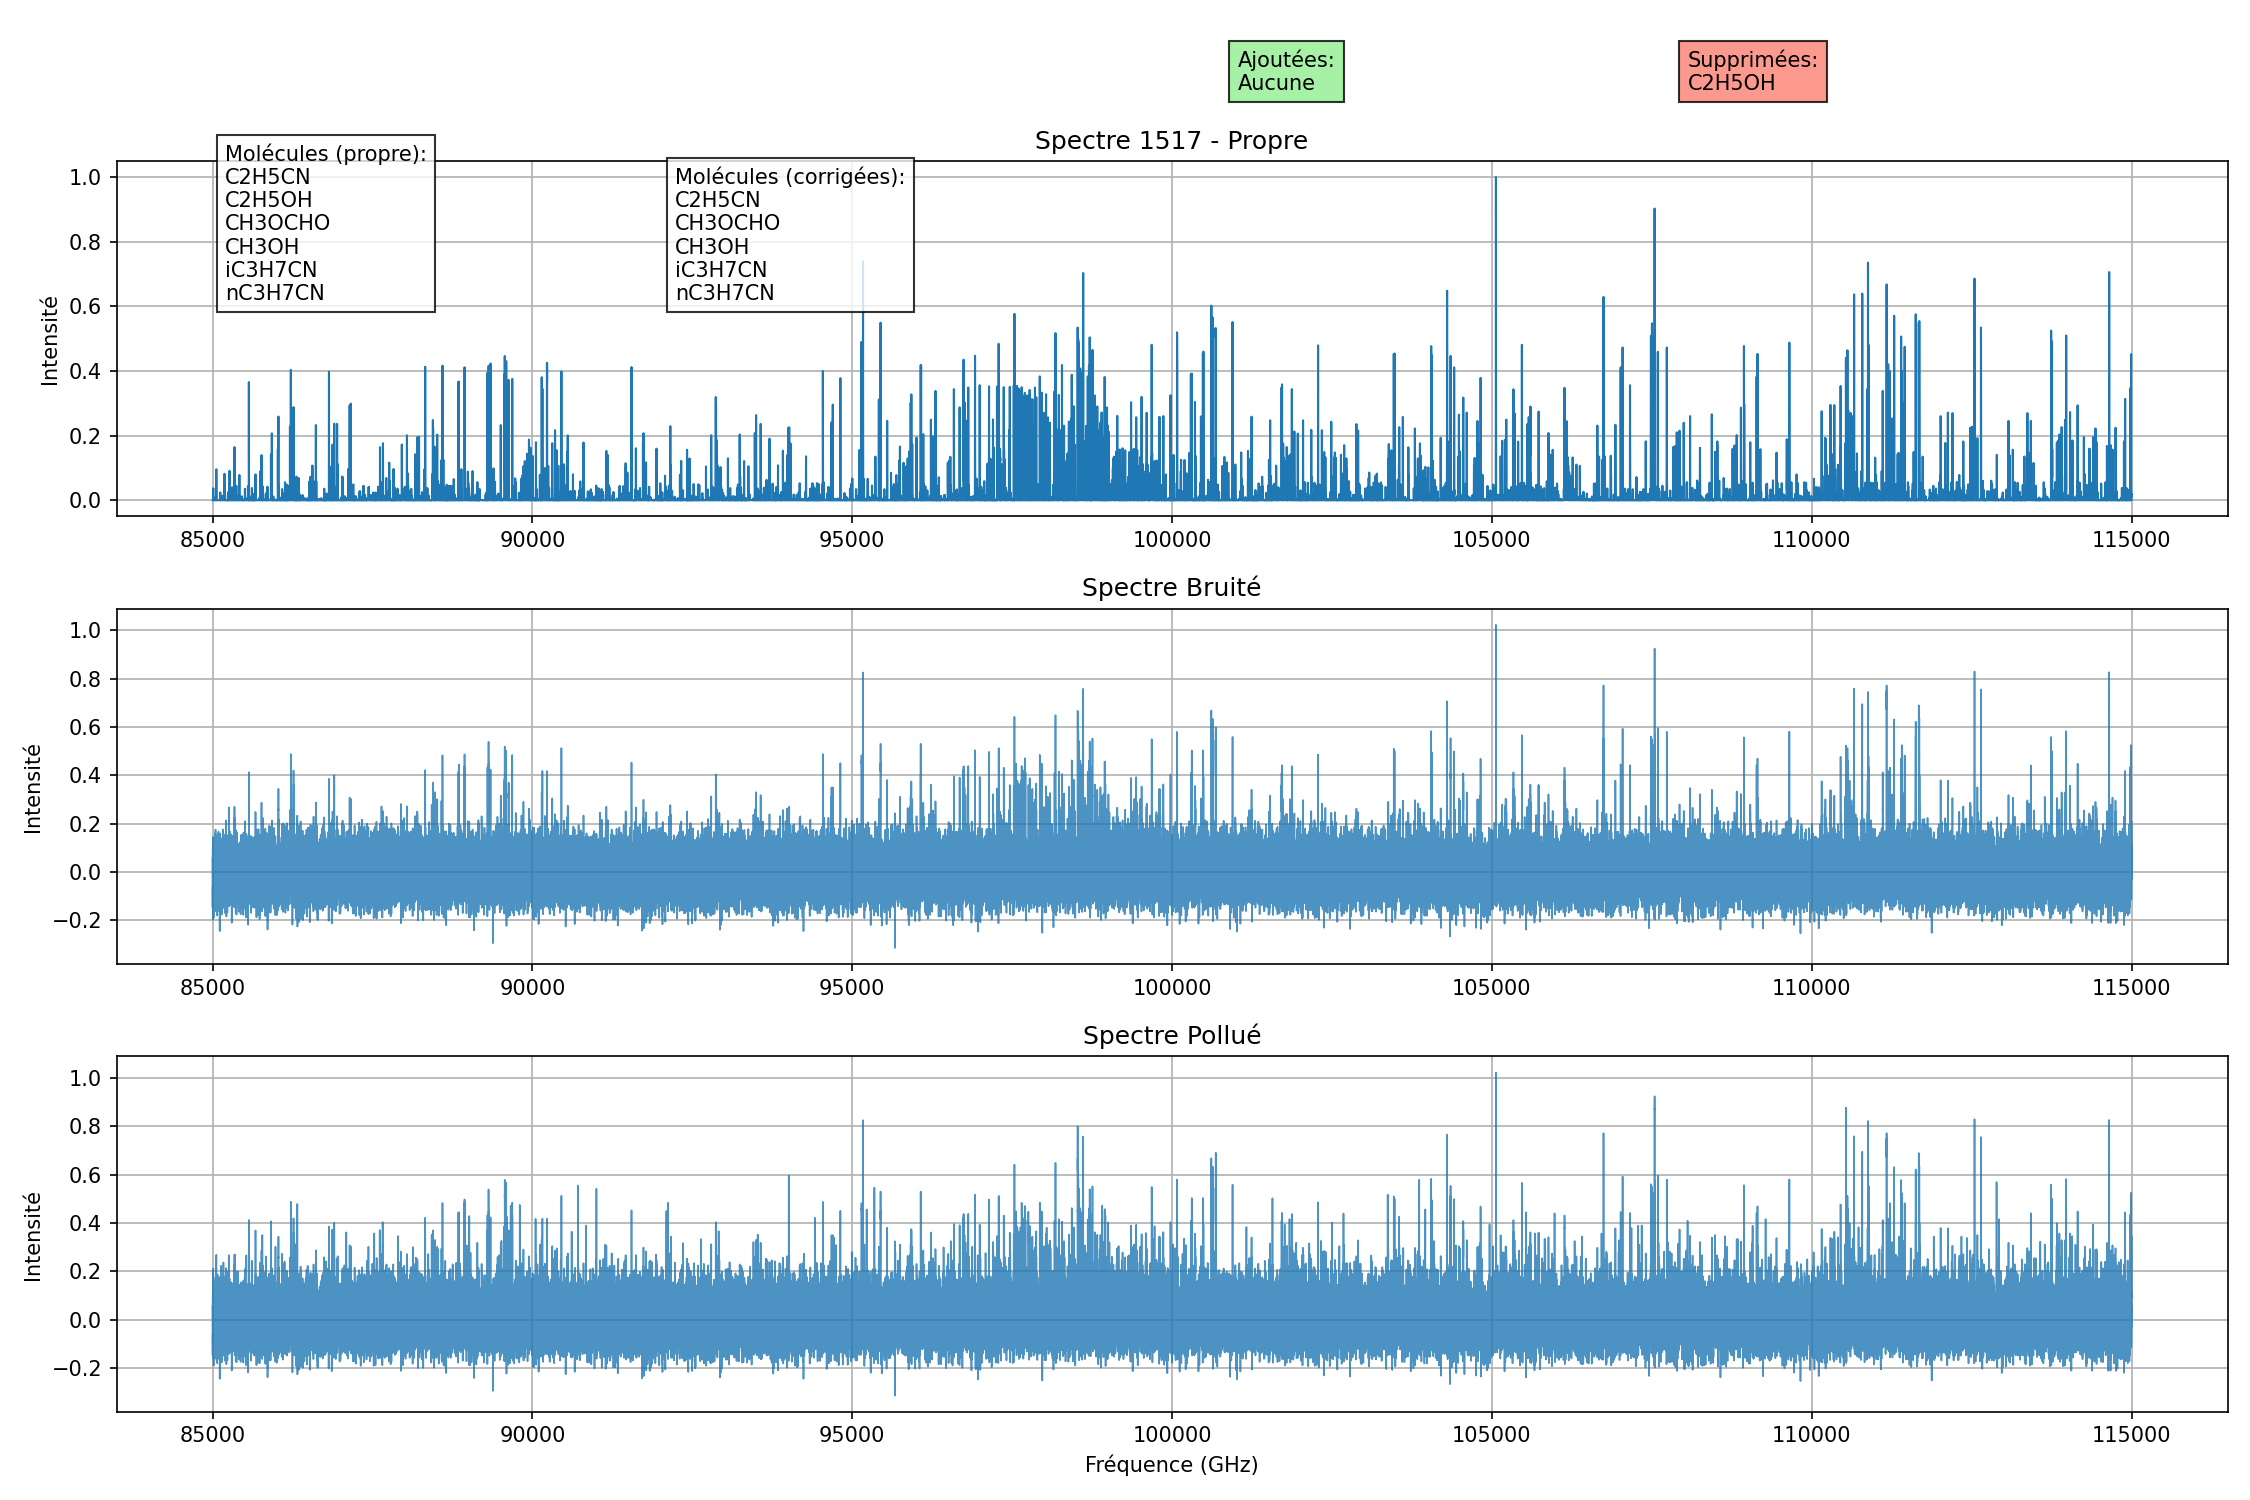 Ajoutées:
Aucune
Supprimées:
C2H5OH
Spectre 1517 - Propre
Molécules (propre):
C2H5CN
C2H5OH
CH3OCHO
CH3OH
iC3H7CN
nC3H7CN
Molécules (corrigées):
C2H5CN
CH3OCHO
CH3OH
iC3H7CN
nC3H7CN
Intensité
1.0
0.8
0.6
0.4
0.2
0.0
85000 90000 95000 100000 105000 110000 115000
Spectre Bruité
Intensité
1.0
0.8
0.6
0.4
0.2
0.0
−0.2
85000 90000 95000 100000 105000 110000 115000
Spectre Pollué
Intensité
1.0
0.8
0.6
0.4
0.2
0.0
−0.2
85000 90000 95000 100000 105000 110000 115000
Fréquence (GHz)